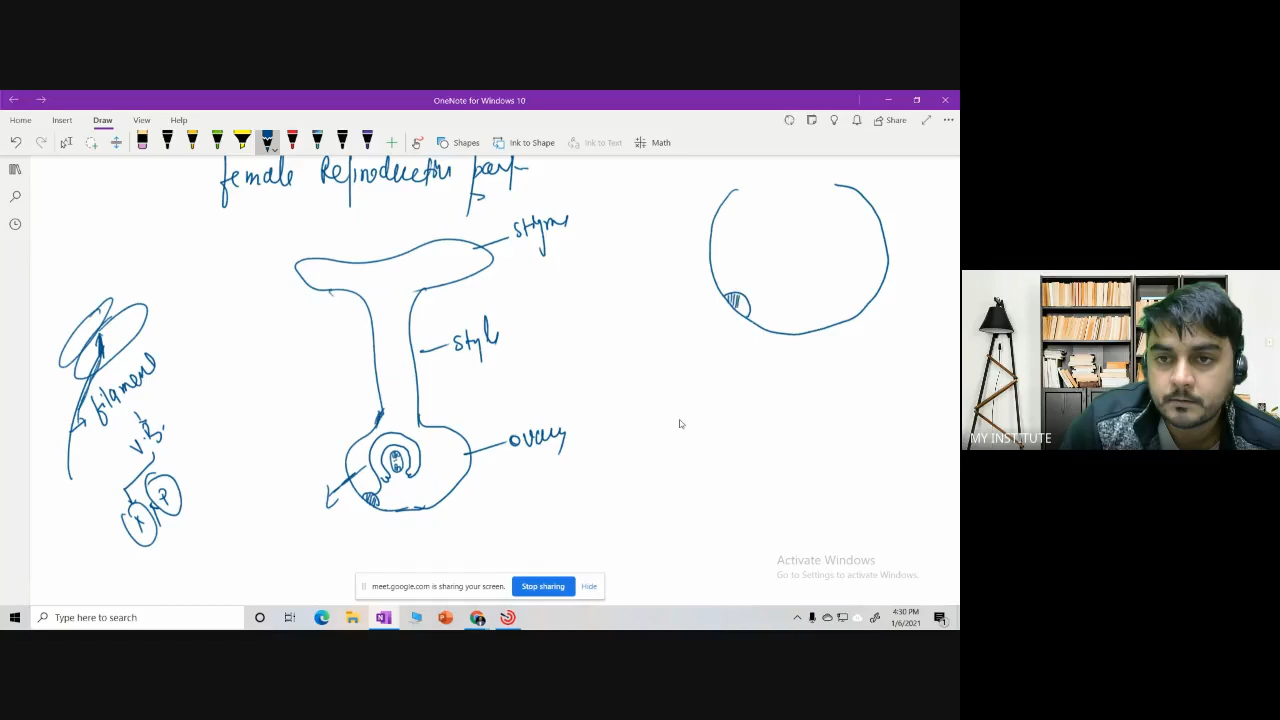 OneNote for Windows 10
Home Insert Draw View Help
Share
Shapes Ink to Shape Ink to Text Math
female Reproduction part
style
ovary
filament
V.B.
X P
MY INSTITUTE
Activate Windows
Go to Settings to activate Windows.
meet.google.com is sharing your screen. Stop sharing Hide
Type here to search
4:30 PM
1/6/2021